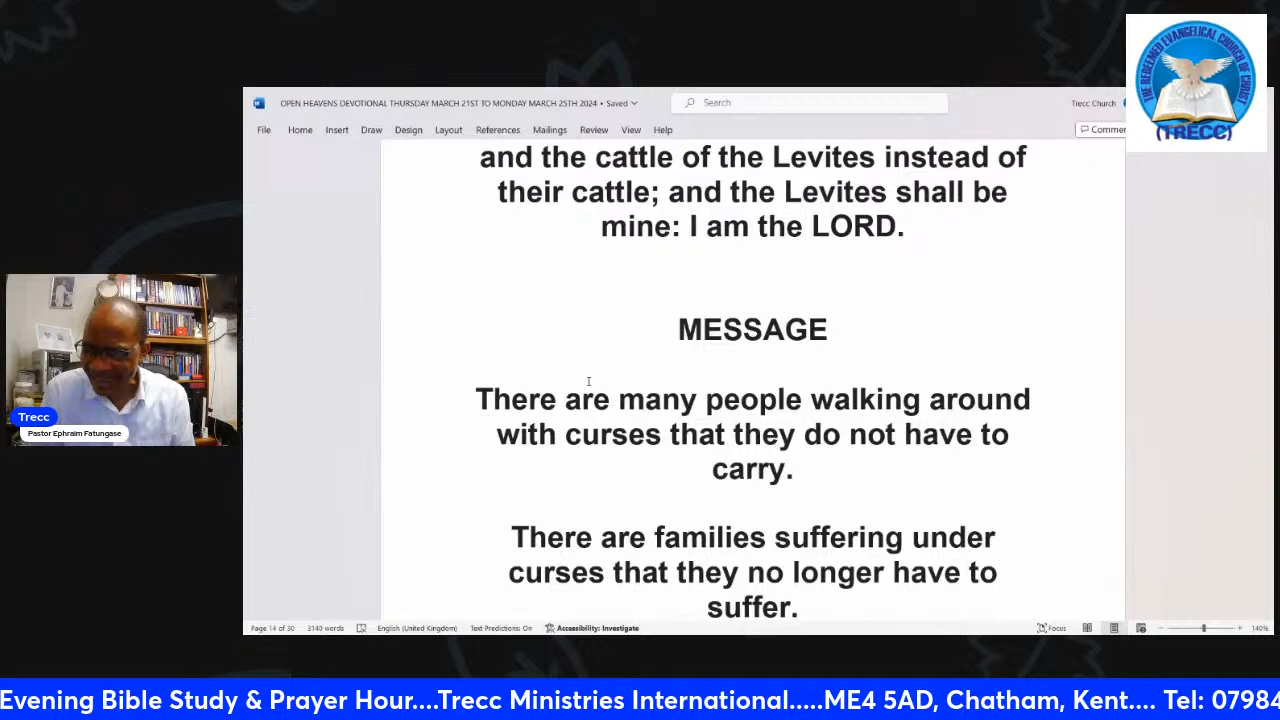 THE REDEEMED EVANGELICAL CHURCH OF CHRIST
(TRECC)
OPEN HEAVENS DEVOTIONAL THURSDAY MARCH 21ST TO MONDAY MARCH 25TH 2024 • Saved
Search
Trecc Church
File Home Insert Draw Design Layout References Mailings Review View Help
Commen
and the cattle of the Levites instead of
their cattle; and the Levites shall be
mine: I am the LORD.
MESSAGE
There are many people walking around
with curses that they do not have to
carry.
There are families suffering under
curses that they no longer have to
suffer.
Trecc
Pastor Ephraim Fatungase
Page 14 of 30 3140 words English (United Kingdom) Text Predictions: On Accessibility: Investigate Focus 140%
Evening Bible Study & Prayer Hour....Trecc Ministries International.....ME4 5AD, Chatham, Kent.... Tel: 07984